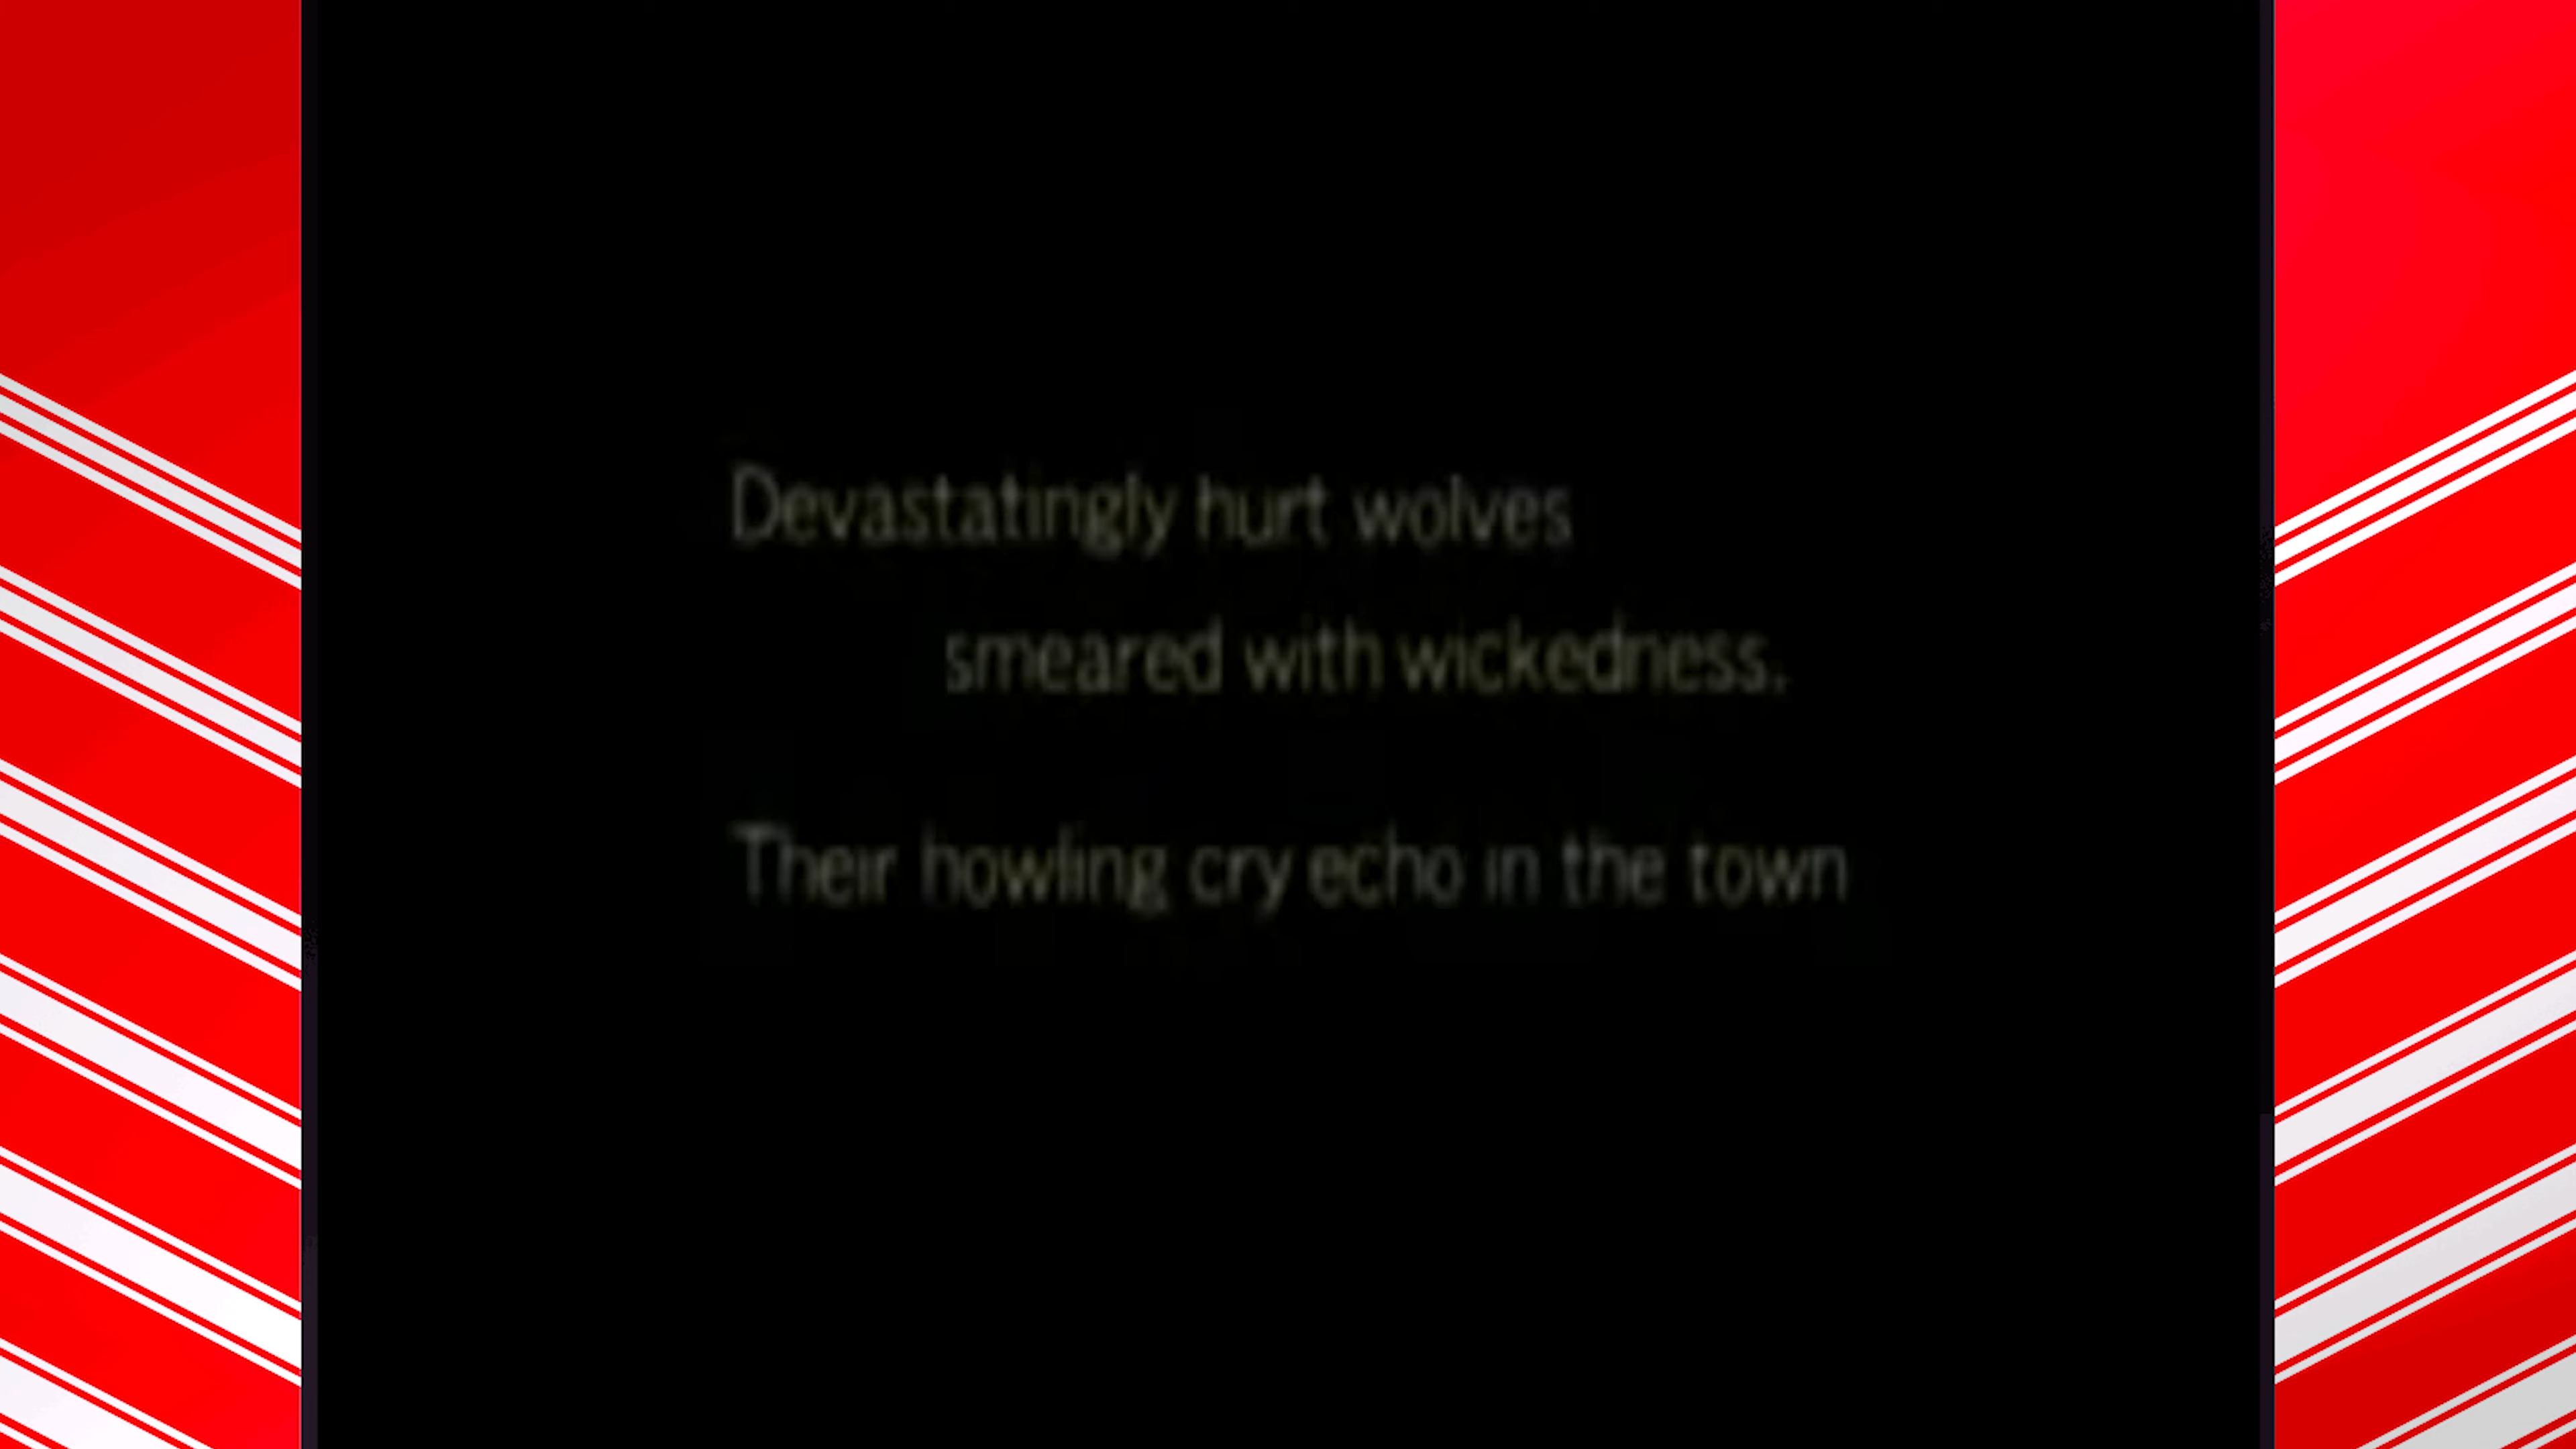 Devastatingly hurt wolves
smeared with wickedness.
Their howling cry echo in the town